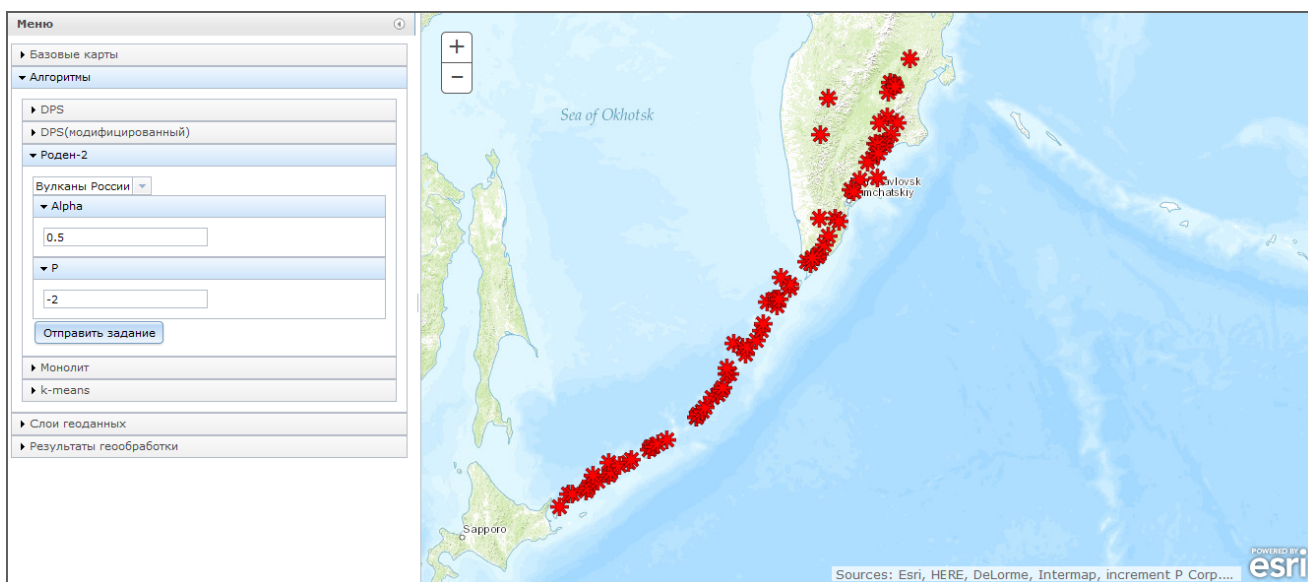 Меню
Базовые карты
Алгоритмы
DPS
DPS(модифицированный)
Роден-2
Вулканы России
Alpha
0.5
P
-2
Отправить задание
Монолит
k-means
Слои геоданных
Результаты геообработки
+
−
Sea of Okhotsk
Sapporo
Sources: Esri, HERE, DeLorme, Intermap, increment P Corp....
POWERED BY
esri